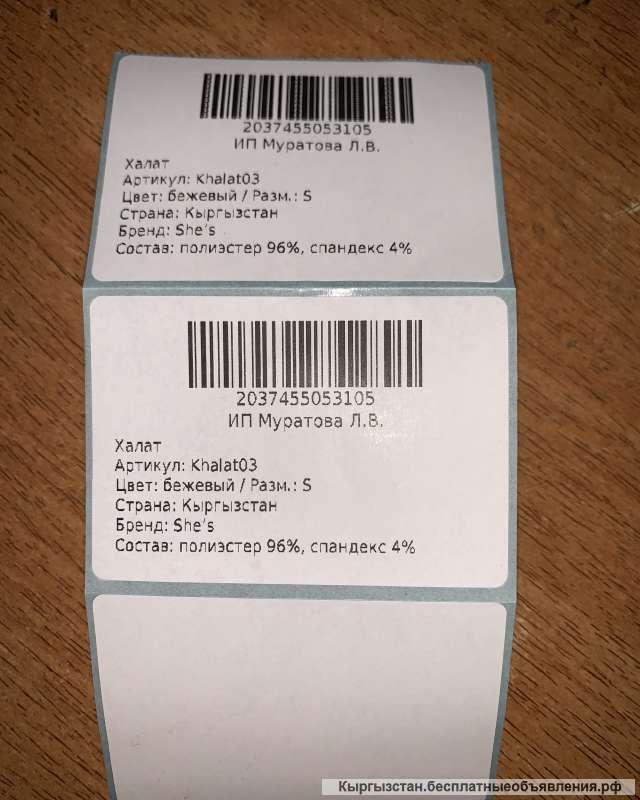 2037455053105
ИП Муратова Л.В.
Халат
Артикул: Khalat03
Цвет: бежевый / Разм.: S
Страна: Кыргызстан
Бренд: She’s
Состав: полиэстер 96%, спандекс 4%
2037455053105
ИП Муратова Л.В.
Халат
Артикул: Khalat03
Цвет: бежевый / Разм.: S
Страна: Кыргызстан
Бренд: She’s
Состав: полиэстер 96%, спандекс 4%
Кыргызстан.бесплатныеобъявления.рф